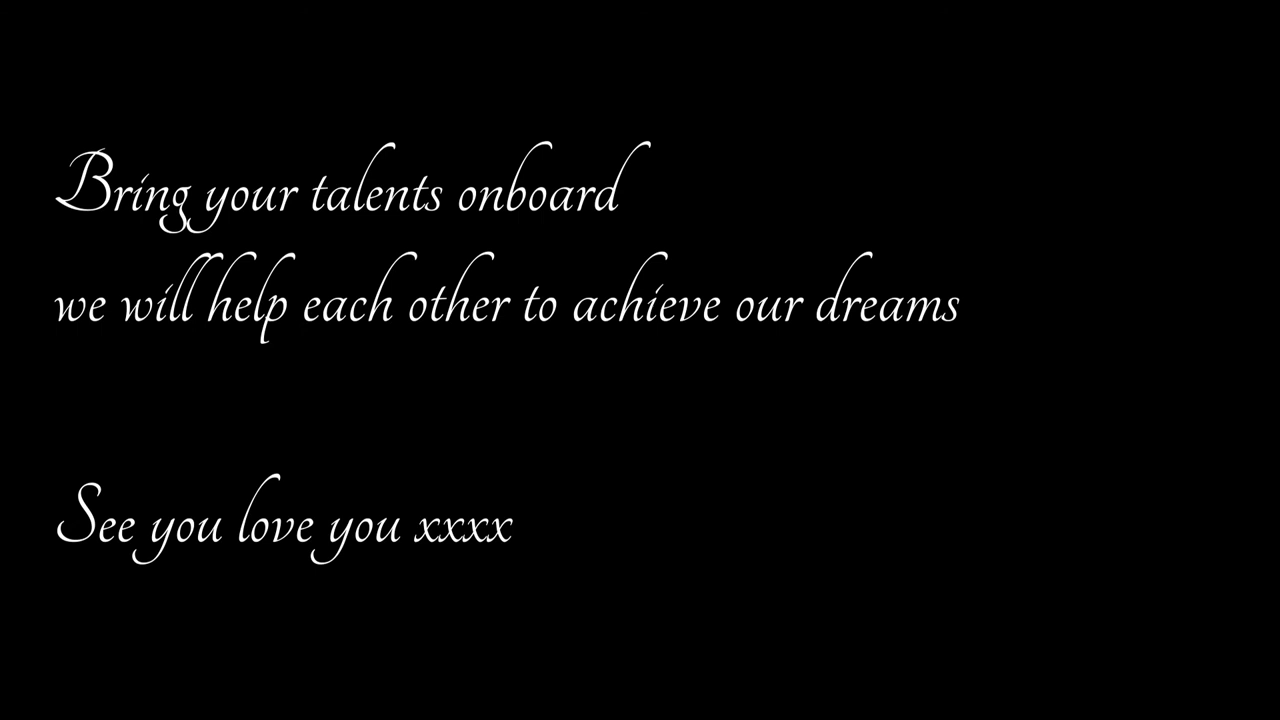 Bring your talents onboard
we will help each other to achieve our dreams
See you love you xxxx